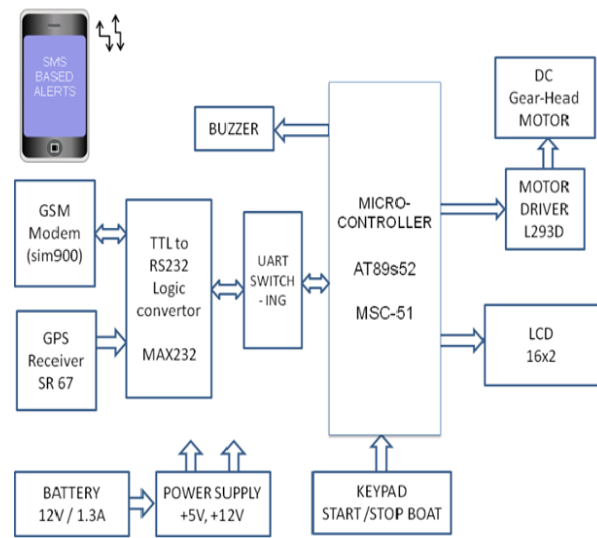 SMS
BASED
ALERTS
DC
Gear-Head
MOTOR
BUZZER
MICRO-
CONTROLLER
AT89s52
MSC-51
MOTOR
DRIVER
L293D
GSM
Modem
(sim900)
TTL to
RS232
Logic
convertor
MAX232
UART
SWITCH
- ING
GPS
Receiver
SR 67
LCD
16x2
BATTERY
12V / 1.3A
POWER SUPPLY
+5V, +12V
KEYPAD
START /STOP BOAT